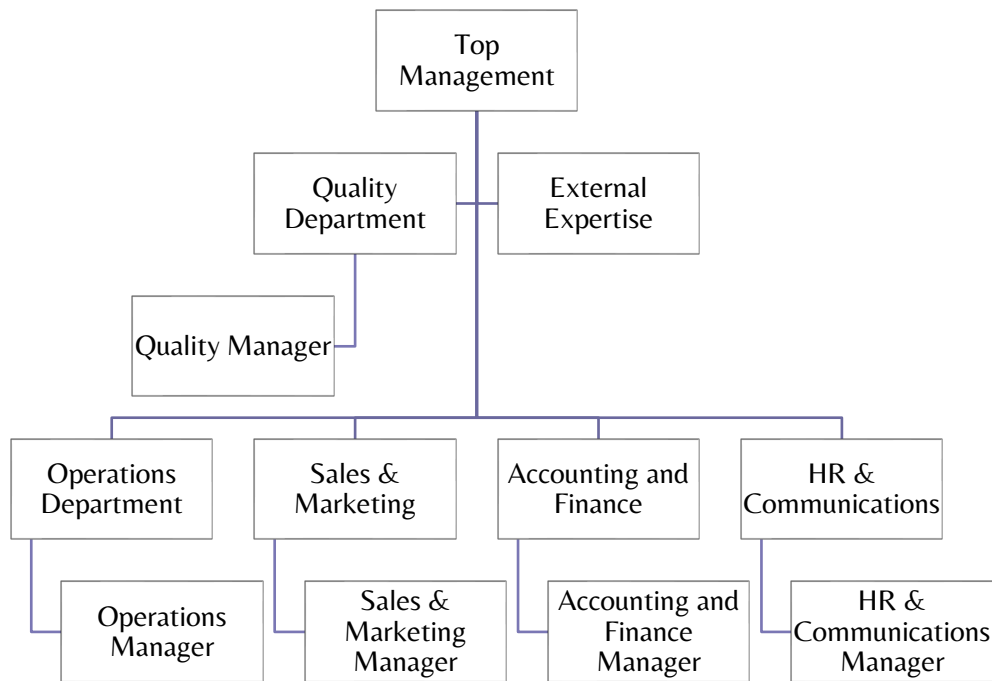 Top
Management
Quality
Department
External
Expertise
Quality Manager
Operations
Department
Sales &
Marketing
Accounting and
Finance
HR &
Communications
Operations
Manager
Sales &
Marketing
Manager
Accounting and
Finance
Manager
HR &
Communications
Manager